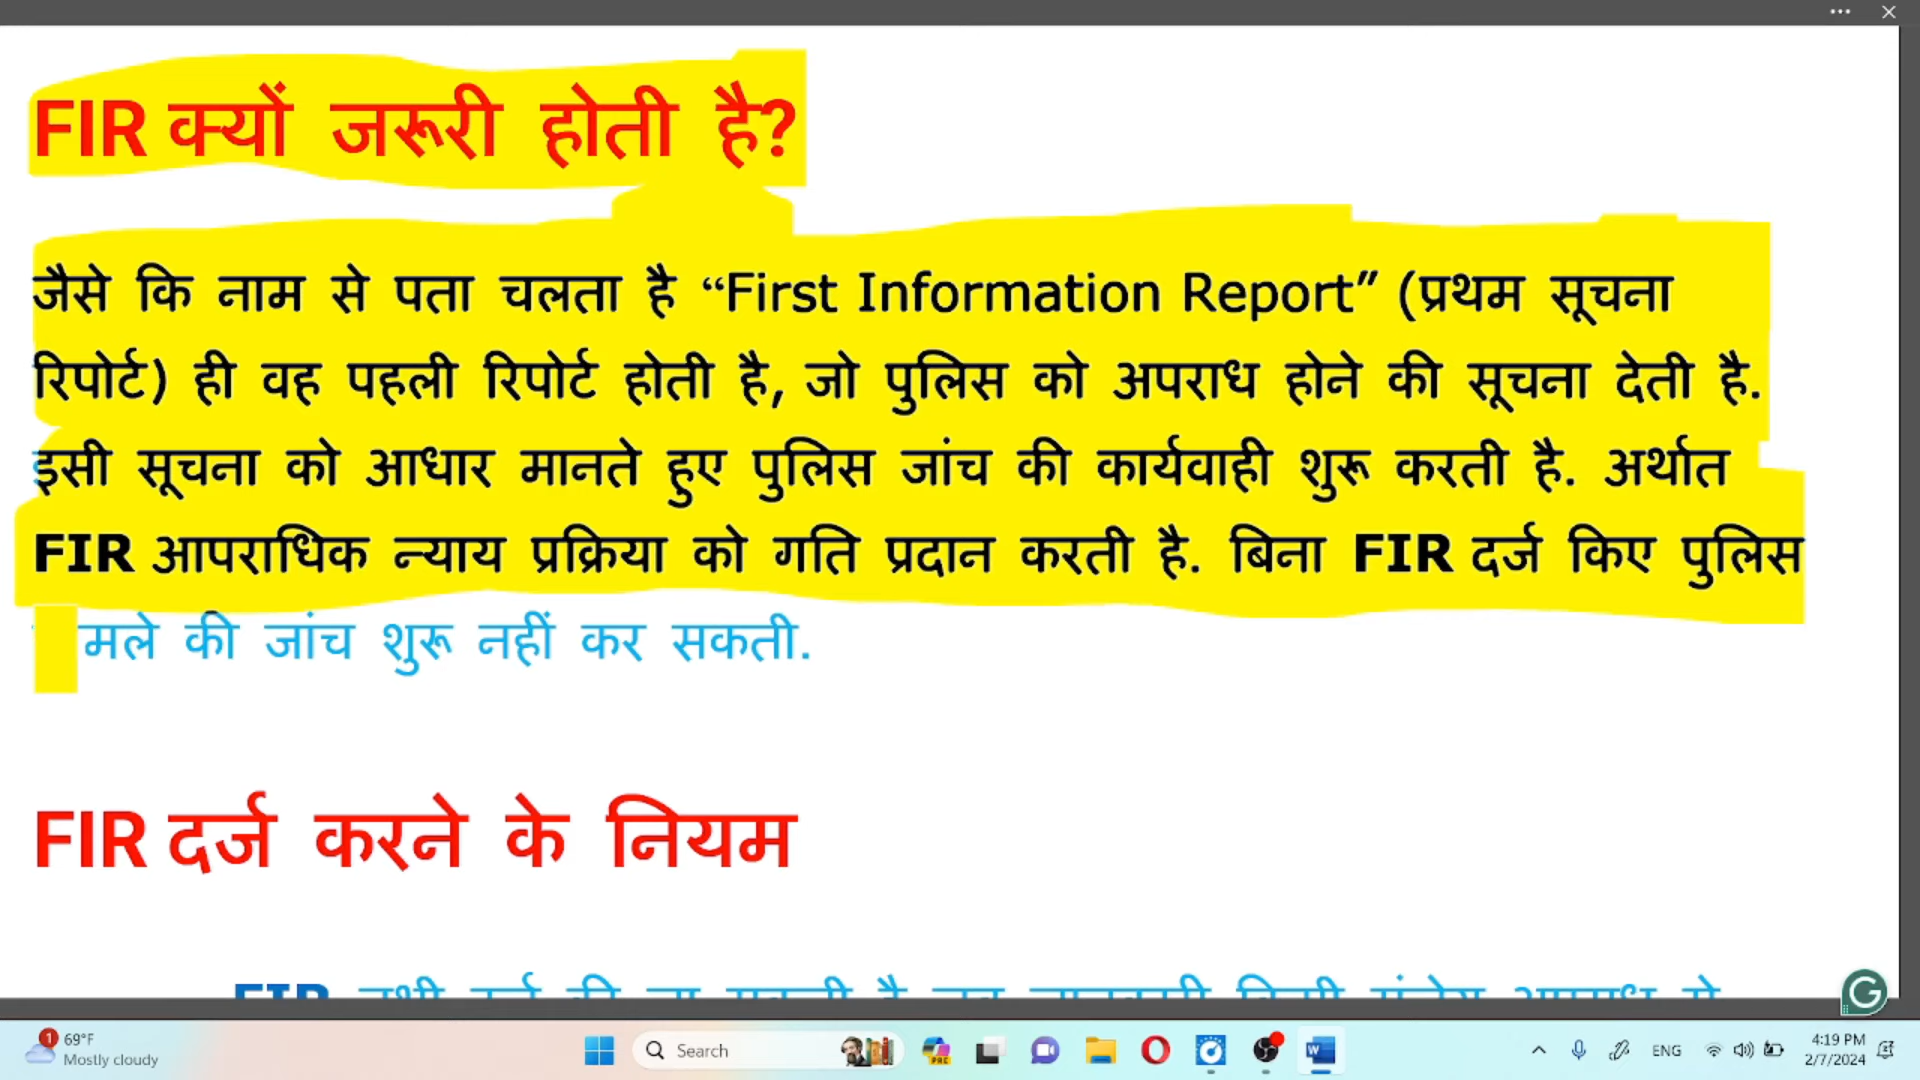 FIR क्यों जरूरी होती है?
जैसे कि नाम से पता चलता है “First Information Report” (प्रथम सूचना
रिपोर्ट) ही वह पहली रिपोर्ट होती है, जो पुलिस को अपराध होने की सूचना देती है.
इसी सूचना को आधार मानते हुए पुलिस जांच की कार्यवाही शुरू करती है. अर्थात
FIR आपराधिक न्याय प्रक्रिया को गति प्रदान करती है. बिना FIR दर्ज किए पुलिस
मले की जांच शुरू नहीं कर सकती.
FIR दर्ज करने के नियम
FIR
1
69°F
Mostly cloudy
Search
ENG
4:19 PM
2/7/2024